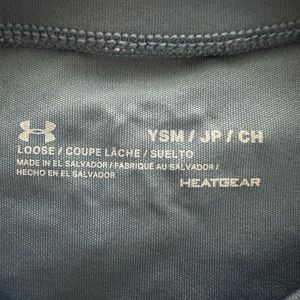 YSM / JP / CH
LOOSE / COUPE LÂCHE / SUELTO
MADE IN EL SALVADOR / FABRIQUÉ AU SALVADOR /
HECHO EN EL SALVADOR
HEATGEAR